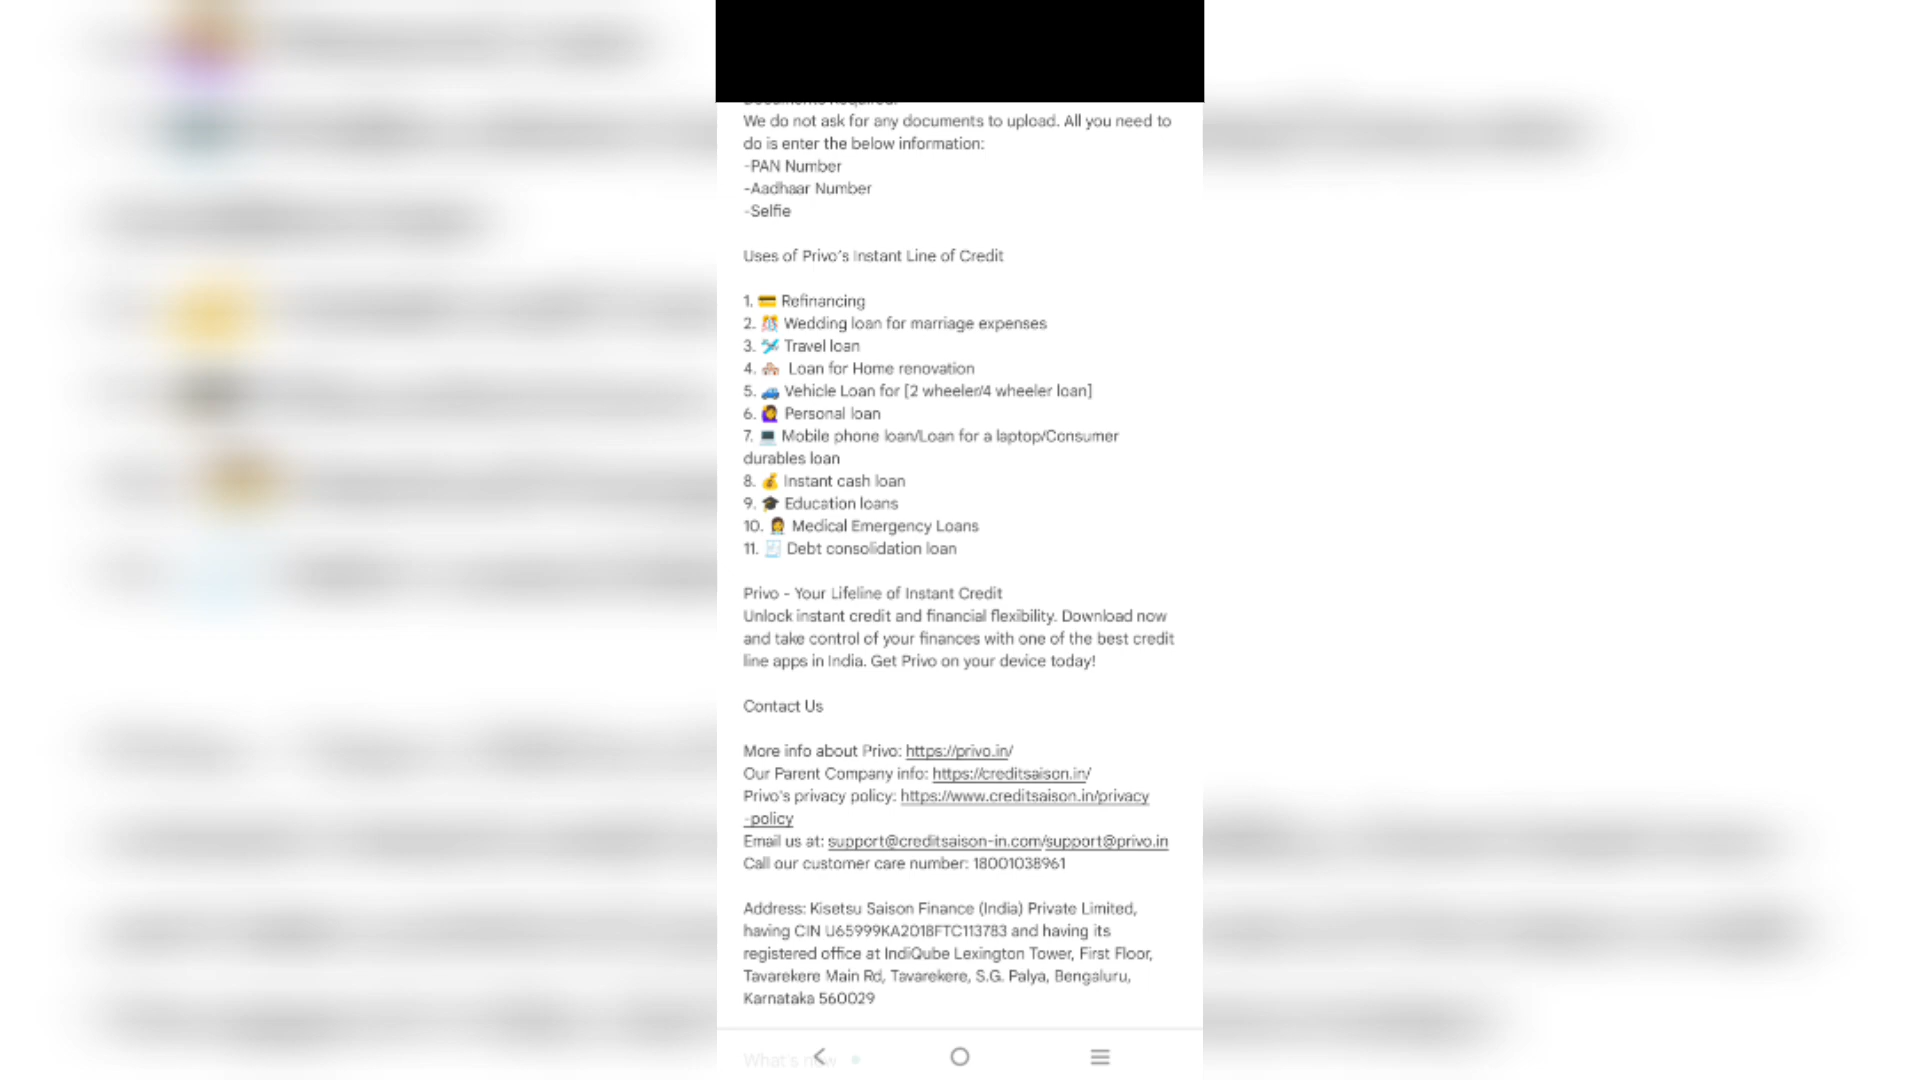 Documents Required:
We do not ask for any documents to upload. All you need to
do is enter the below information:
-PAN Number
-Aadhaar Number
-Selfie
Uses of Privo's Instant Line of Credit
1. 💳 Refinancing
2. 🎊 Wedding loan for marriage expenses
3. 🛩️ Travel loan
4. 🏘️ Loan for Home renovation
5. 🚙 Vehicle Loan for [2 wheeler/4 wheeler loan]
6. 🙋‍♀️ Personal loan
7. 💻 Mobile phone loan/Loan for a laptop/Consumer
durables loan
8. 💰 Instant cash loan
9. 🎓 Education loans
10. 👩‍⚕️ Medical Emergency Loans
11. 🧾 Debt consolidation loan
Privo - Your Lifeline of Instant Credit
Unlock instant credit and financial flexibility. Download now
and take control of your finances with one of the best credit
line apps in India. Get Privo on your device today!
Contact Us
More info about Privo: https://privo.in/
Our Parent Company info: https://creditsaison.in/
Privo's privacy policy: https://www.creditsaison.in/privacy
-policy
Email us at: support@creditsaison-in.com/support@privo.in
Call our customer care number: 18001038961
Address: Kisetsu Saison Finance (India) Private Limited,
having CIN U65999KA2018FTC113783 and having its
registered office at IndiQube Lexington Tower, First Floor,
Tavarekere Main Rd, Tavarekere, S.G. Palya, Bengaluru,
Karnataka 560029
What's new